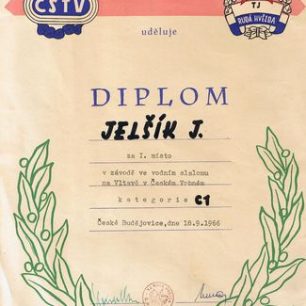 ČSTV
TJ
RUDÁ HVĚZDA
uděluje
DIPLOM
JELŠÍK J.
za I. místo
v závodě ve vodním slalomu
na Vltavě v Českém Vrbném
kategorie C1
České Budějovice, dne 18.9.1966